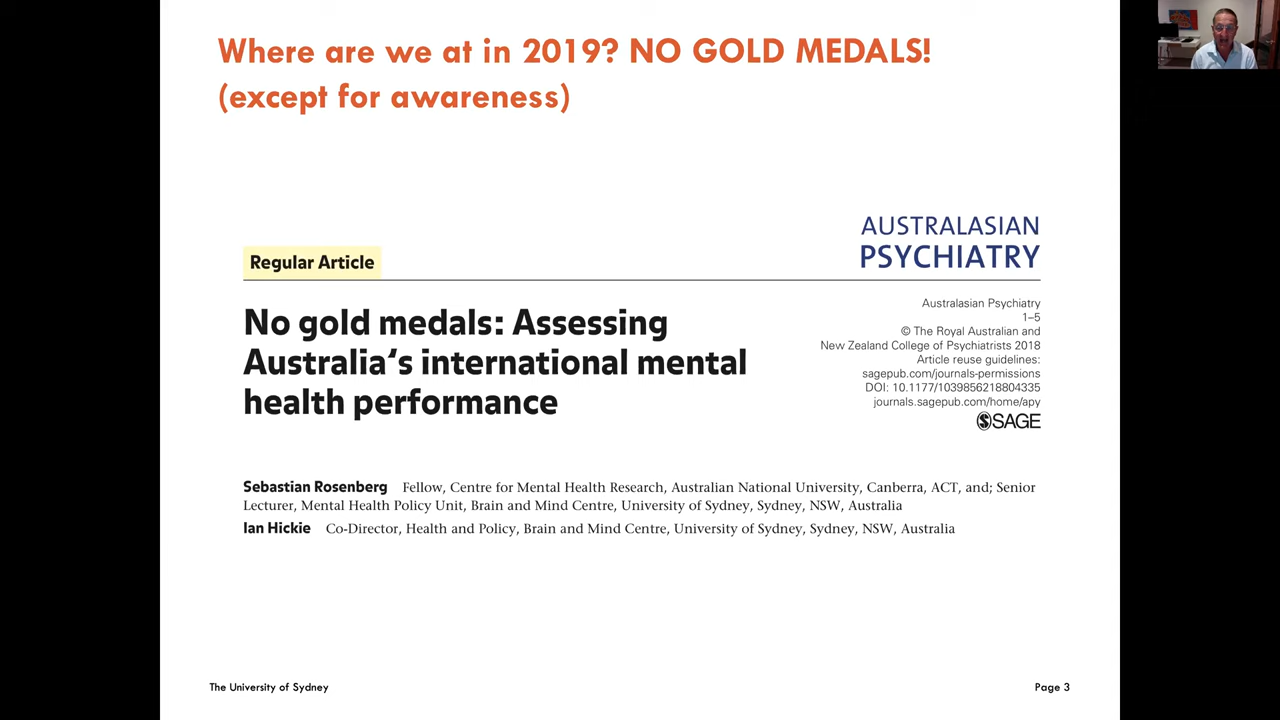 Where are we at in 2019? NO GOLD MEDALS!
(except for awareness)
AUSTRALASIAN
PSYCHIATRY
Regular Article
No gold medals: Assessing
Australia‘s international mental
health performance
Australasian Psychiatry
1–5
© The Royal Australian and
New Zealand College of Psychiatrists 2018
Article reuse guidelines:
sagepub.com/journals-permissions
DOI: 10.1177/1039856218804335
journals.sagepub.com/home/apy
SAGE
Sebastian Rosenberg Fellow, Centre for Mental Health Research, Australian National University, Canberra, ACT, and; Senior
Lecturer, Mental Health Policy Unit, Brain and Mind Centre, University of Sydney, Sydney, NSW, Australia
Ian Hickie Co-Director, Health and Policy, Brain and Mind Centre, University of Sydney, Sydney, NSW, Australia
The University of Sydney
Page 3